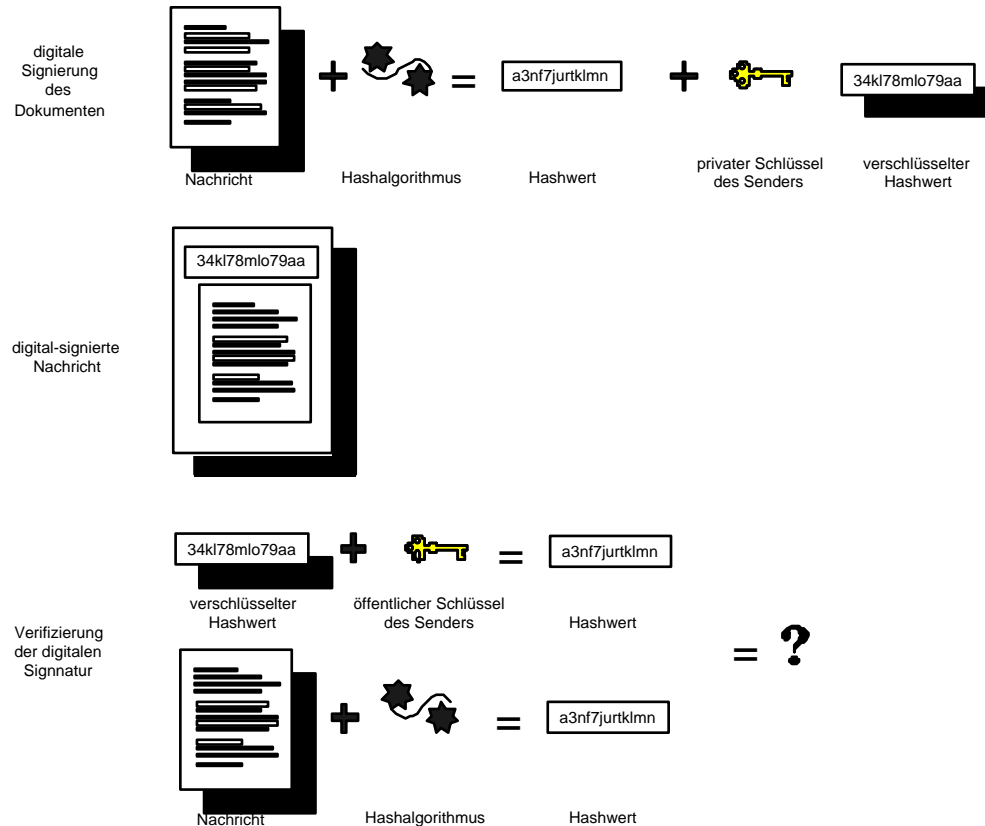 digitale
Signierung
des
Dokumenten
+
=
a3nf7jurtklmn
+
34kl78mlo79aa
Nachricht
Hashalgorithmus
Hashwert
privater Schlüssel
des Senders
verschlüsselter
Hashwert
34kl78mlo79aa
digital-signierte
Nachricht
34kl78mlo79aa
+
=
a3nf7jurtklmn
verschlüsselter
Hashwert
öffentlicher Schlüssel
des Senders
Hashwert
Verifizierung
der digitalen
Signnatur
= ?
+
=
a3nf7jurtklmn
Nachricht
Hashalgorithmus
Hashwert